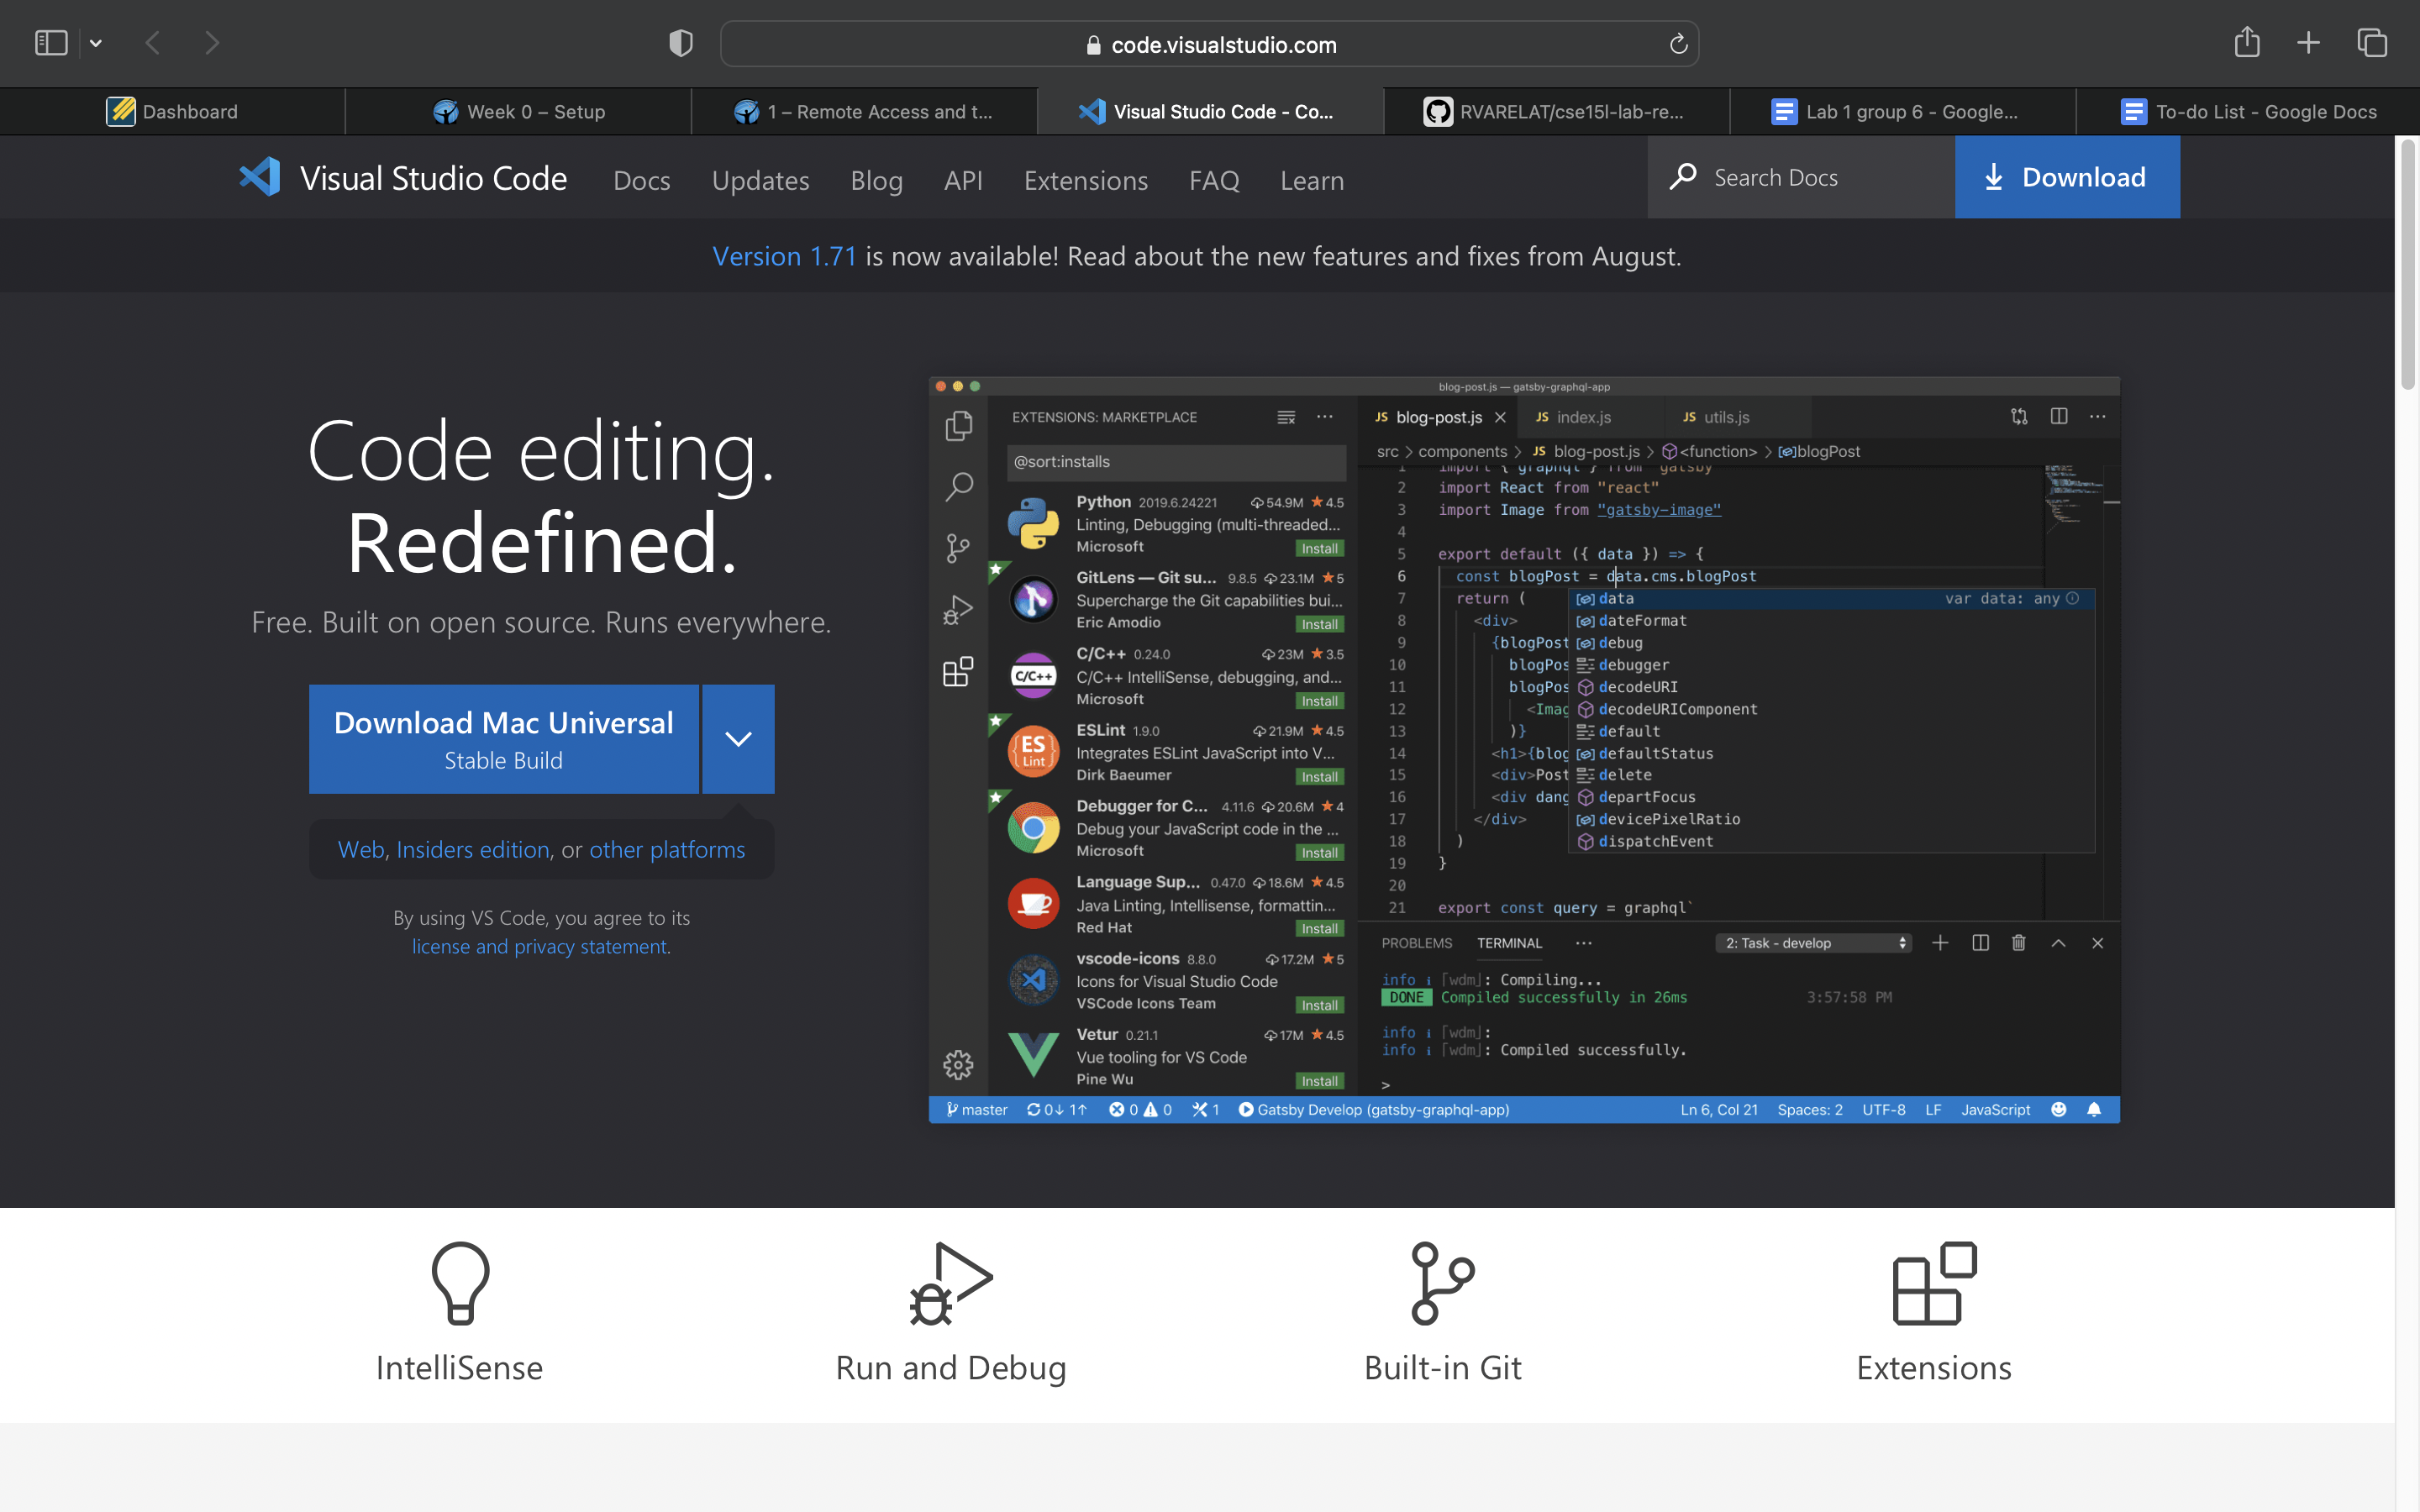 code.visualstudio.com
Dashboard
Week 0 – Setup
1 – Remote Access and t...
Visual Studio Code - Co...
RVARELAT/cse15l-lab-re...
Lab 1 group 6 - Google...
To-do List - Google Docs
Visual Studio Code Docs Updates Blog API Extensions FAQ Learn Search Docs Download
Version 1.71 is now available! Read about the new features and fixes from August.
Code editing.
Redefined.
Free. Built on open source. Runs everywhere.
Download Mac Universal
Stable Build
Web, Insiders edition, or other platforms
By using VS Code, you agree to its
license and privacy statement.
blog-post.js — gatsby-graphql-app
EXTENSIONS: MARKETPLACE
@sort:installs
Python 2019.6.24221 54.9M 4.5
Linting, Debugging (multi-threaded...
Microsoft Install
GitLens — Git su... 9.8.5 23.1M 5
Supercharge the Git capabilities bui...
Eric Amodio Install
C/C++
C/C++ 0.24.0 23M 3.5
C/C++ IntelliSense, debugging, and...
Microsoft Install
ES
Lint
ESLint 1.9.0 21.9M 4.5
Integrates ESLint JavaScript into V...
Dirk Baeumer Install
Debugger for C... 4.11.6 20.6M 4
Debug your JavaScript code in the ...
Microsoft Install
Language Sup... 0.47.0 18.6M 4.5
Java Linting, Intellisense, formattin...
Red Hat Install
vscode-icons 8.8.0 17.2M 5
Icons for Visual Studio Code
VSCode Icons Team Install
Vetur 0.21.1 17M 4.5
Vue tooling for VS Code
Pine Wu Install
JS blog-post.js JS index.js JS utils.js
src > components > JS blog-post.js > <function> > blogPost
1 import { graphql } from "gatsby"
2 import React from "react"
3 import Image from "gatsby-image"
4
5 export default ({ data }) => {
6 const blogPost = data.cms.blogPost
7 return (
8 <div>
9 {blogPost
10 blogPos
11 blogPos
12 <Imag
13 )}
14 <h1>{blog
15 <div>Post
16 <div dang
17 </div>
18 )
19 }
20
21 export const query = graphql`
data var data: any
dateFormat
debug
debugger
decodeURI
decodeURIComponent
default
defaultStatus
delete
departFocus
devicePixelRatio
dispatchEvent
PROBLEMS TERMINAL ··· 2: Task - develop
info i ｢wdm｣: Compiling...
DONE Compiled successfully in 26ms 3:57:58 PM
info i ｢wdm｣:
info i ｢wdm｣: Compiled successfully.
>
master 0↓ 1↑ 0 0 1 Gatsby Develop (gatsby-graphql-app) Ln 6, Col 21 Spaces: 2 UTF-8 LF JavaScript
IntelliSense
Run and Debug
Built-in Git
Extensions